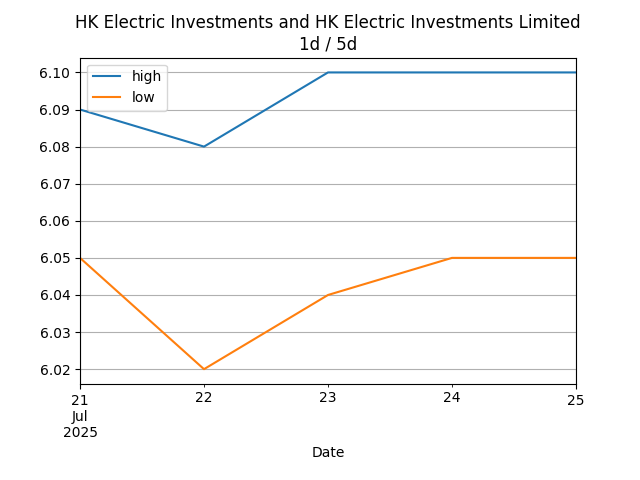 HK Electric Investments and HK Electric Investments Limited
1d / 5d
high
low
6.10
6.09
6.08
6.07
6.06
6.05
6.04
6.03
6.02
21
Jul
2025
22
23
24
25
Date